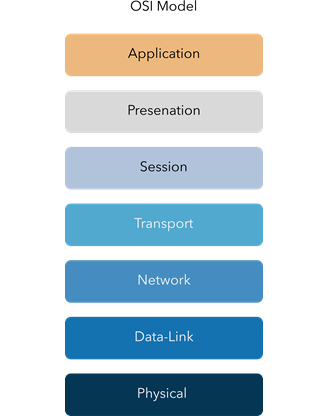 OSI Model
Application
Presenation
Session
Transport
Network
Data-Link
Physical